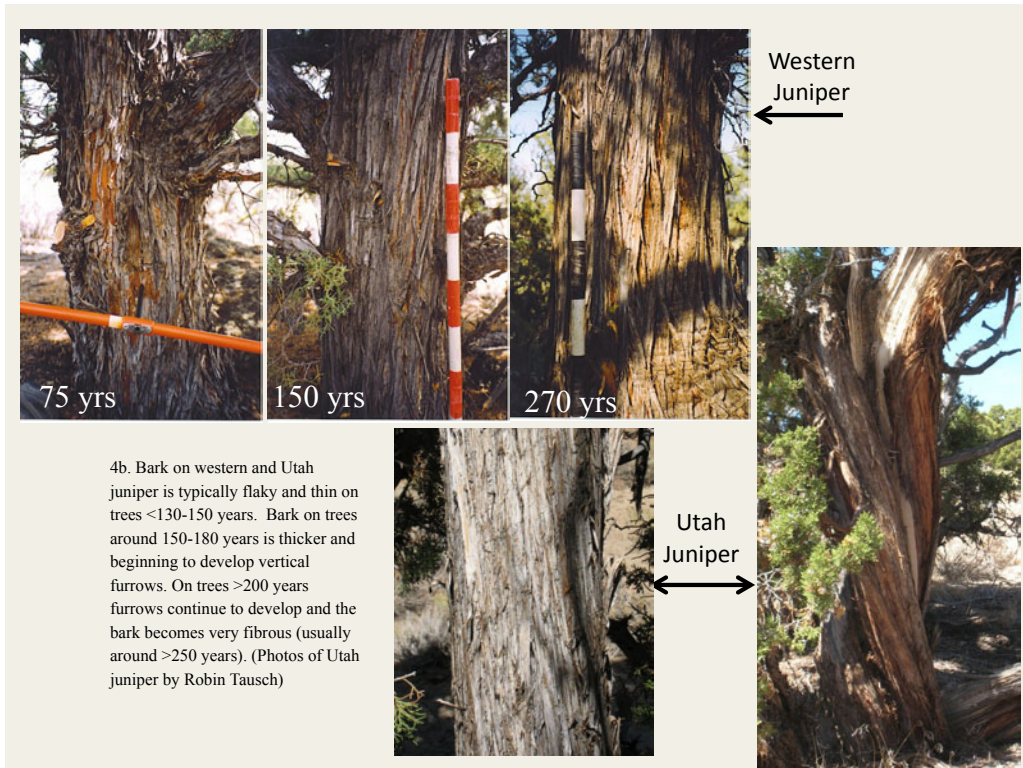 Western
Juniper
75 yrs
150 yrs
270 yrs
4b. Bark on western and Utah
juniper is typically flaky and thin on
trees <130-150 years.  Bark on trees
around 150-180 years is thicker and
beginning to develop vertical
furrows. On trees >200 years
furrows continue to develop and the
bark becomes very fibrous (usually
around >250 years). (Photos of Utah
juniper by Robin Tausch)
Utah
Juniper